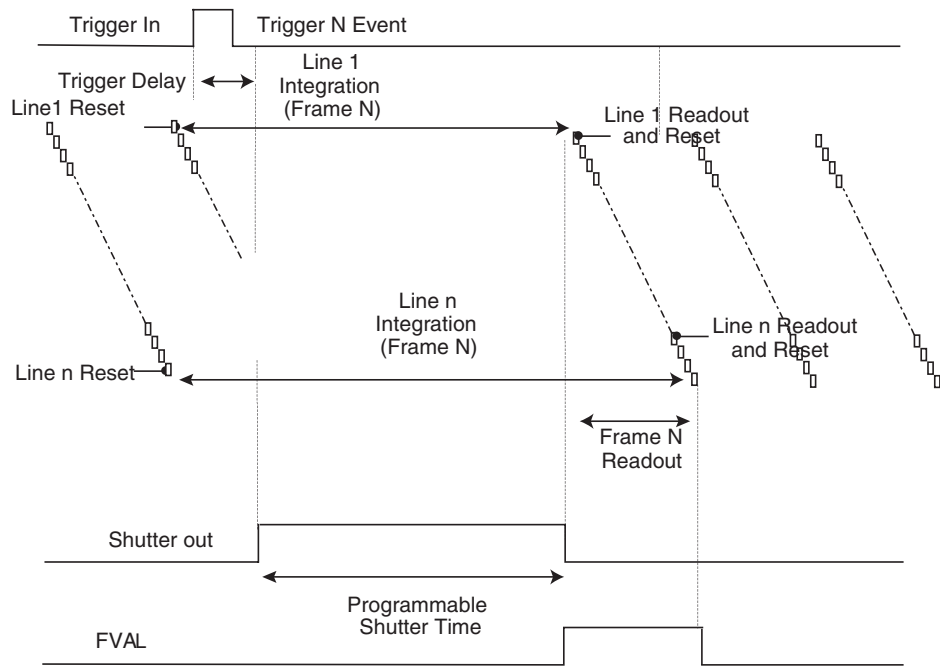 Trigger In
Trigger N Event
Trigger Delay
Line 1
Integration
(Frame N)
Line1 Reset
Line 1 Readout
and Reset
Line n
Integration
(Frame N)
Line n Readout
and Reset
Line n Reset
Frame N
Readout
Shutter out
Programmable
Shutter Time
FVAL